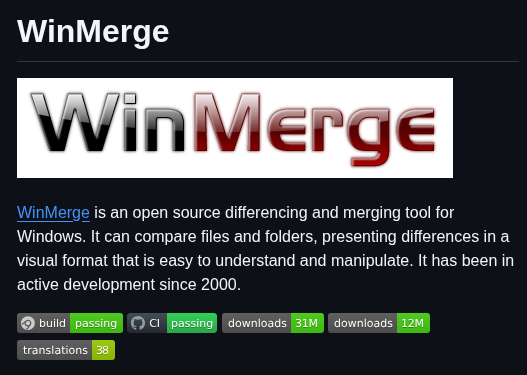 WinMerge
WinMerge
WinMerge is an open source differencing and merging tool for
Windows. It can compare files and folders, presenting differences in a
visual format that is easy to understand and manipulate. It has been in
active development since 2000.
build passing CI passing downloads 31M downloads 12M
translations 38